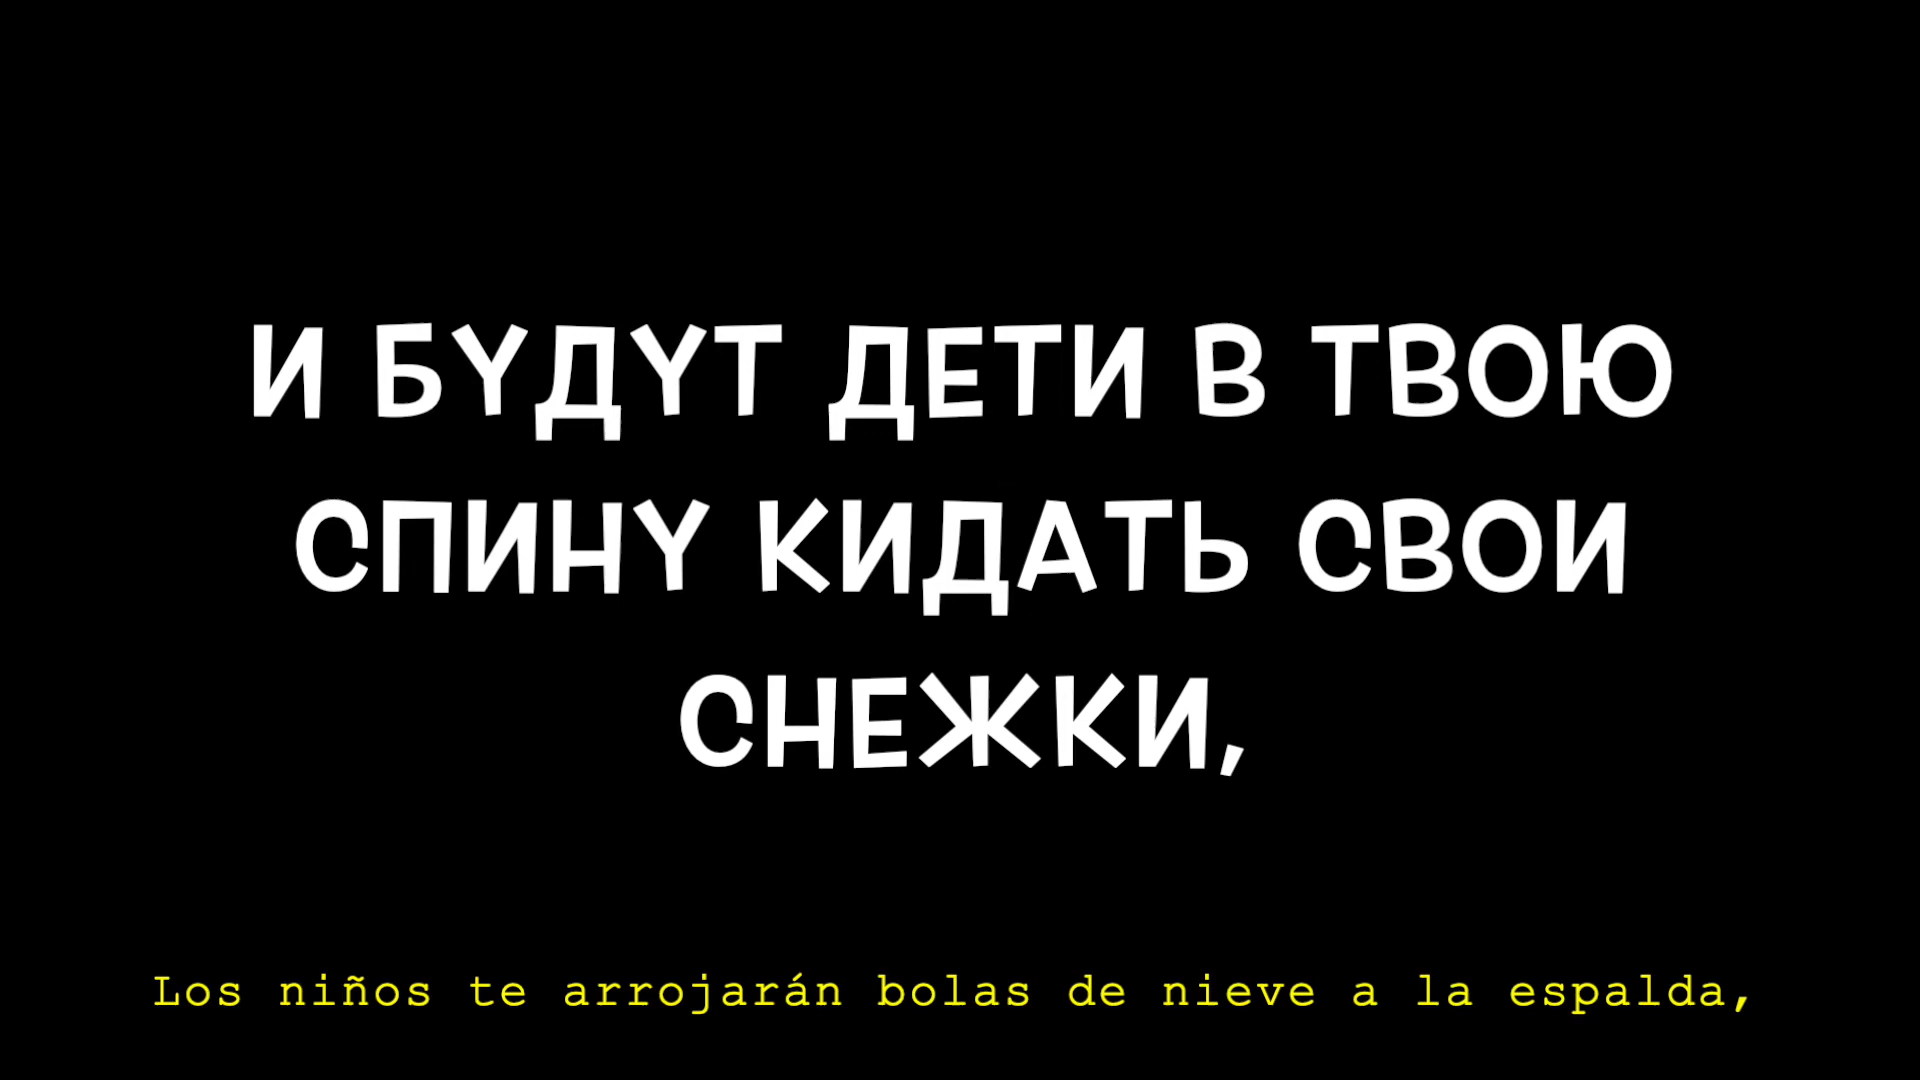 И БУДУТ ДЕТИ В ТВОЮ
СПИНУ КИДАТЬ СВОИ
СНЕЖКИ,
Los niños te arrojarán bolas de nieve a la espalda,